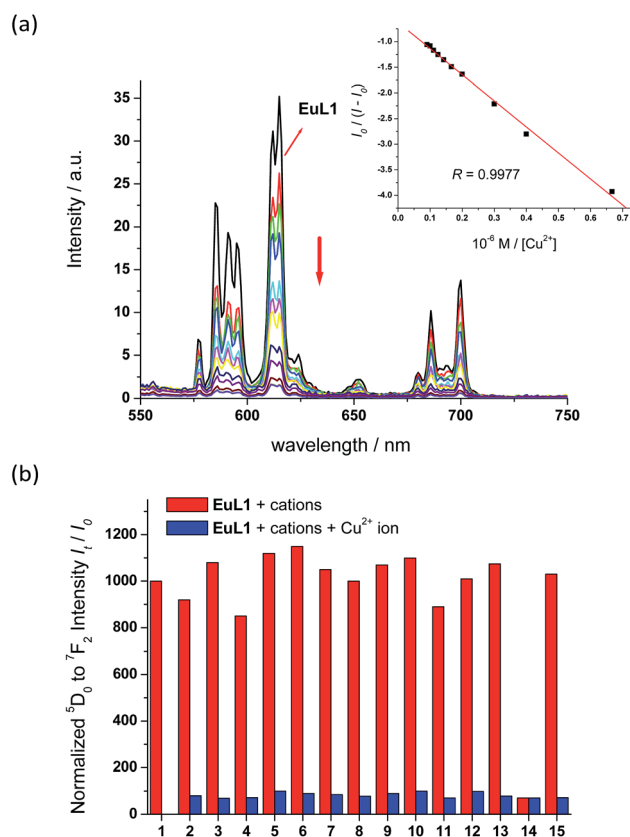 (a)
EuL1
Intensity / a.u.
35
30
25
20
15
10
5
0
550 600 650 700 750
wavelength / nm
I₀ / (I - I₀)
-1.0
-1.5
-2.0
-2.5
-3.0
-3.5
-4.0
R = 0.9977
0.0 0.1 0.2 0.3 0.4 0.5 0.6 0.7
10⁻⁶ M / [Cu²⁺]
(b)
EuL1 + cations
EuL1 + cations + Cu²⁺ ion
Normalized ⁵D₀ to ⁷F₂ Intensity Iₜ / I₀
1200
1000
800
600
400
200
0
1 2 3 4 5 6 7 8 9 10 11 12 13 14 15